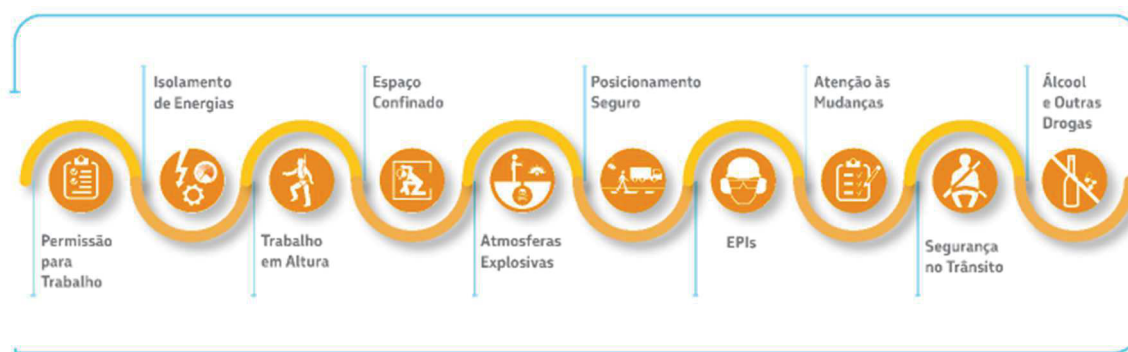 Permissão
para
Trabalho
Isolamento
de Energias
Trabalho
em Altura
Espaço
Confinado
Atmosferas
Explosivas
Posicionamento
Seguro
EPIs
Atenção às
Mudanças
Segurança
no Trânsito
Álcool
e Outras
Drogas